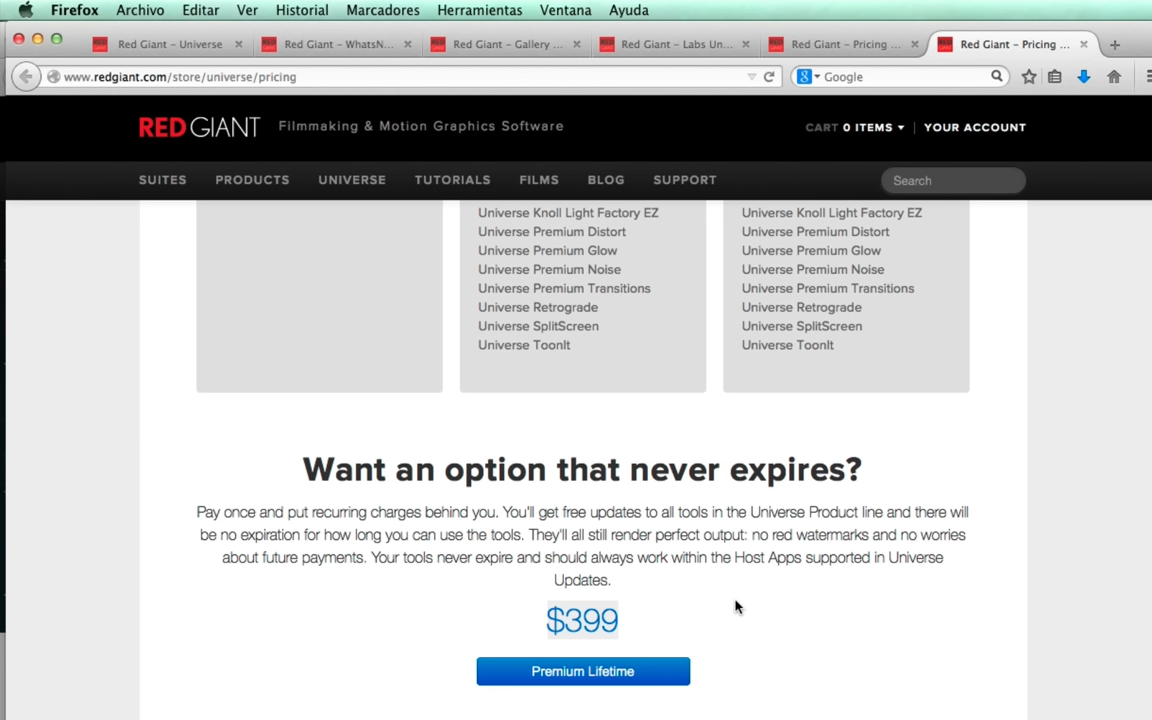 Firefox Archivo Editar Ver Historial Marcadores Herramientas Ventana Ayuda
Red Giant – Universe Red Giant – WhatsN... Red Giant – Gallery ... Red Giant – Labs Un... Red Giant – Pricing ... Red Giant – Pricing ...
www.redgiant.com/store/universe/pricing Google
RED GIANT Filmmaking & Motion Graphics Software CART 0 ITEMS YOUR ACCOUNT
SUITES PRODUCTS UNIVERSE TUTORIALS FILMS BLOG SUPPORT Search
Universe Knoll Light Factory EZ
Universe Premium Distort
Universe Premium Glow
Universe Premium Noise
Universe Premium Transitions
Universe Retrograde
Universe SplitScreen
Universe ToonIt
Universe Knoll Light Factory EZ
Universe Premium Distort
Universe Premium Glow
Universe Premium Noise
Universe Premium Transitions
Universe Retrograde
Universe SplitScreen
Universe ToonIt
Want an option that never expires?
Pay once and put recurring charges behind you. You'll get free updates to all tools in the Universe Product line and there will
be no expiration for how long you can use the tools. They'll all still render perfect output: no red watermarks and no worries
about future payments. Your tools never expire and should always work within the Host Apps supported in Universe
Updates.
$399
Premium Lifetime